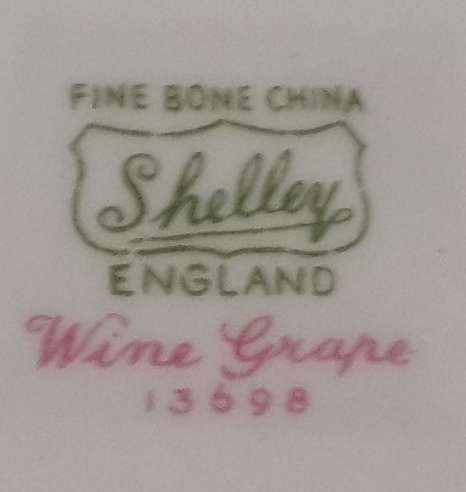 FINE BONE CHINA
Shelley
ENGLAND
Wine Grape
13698